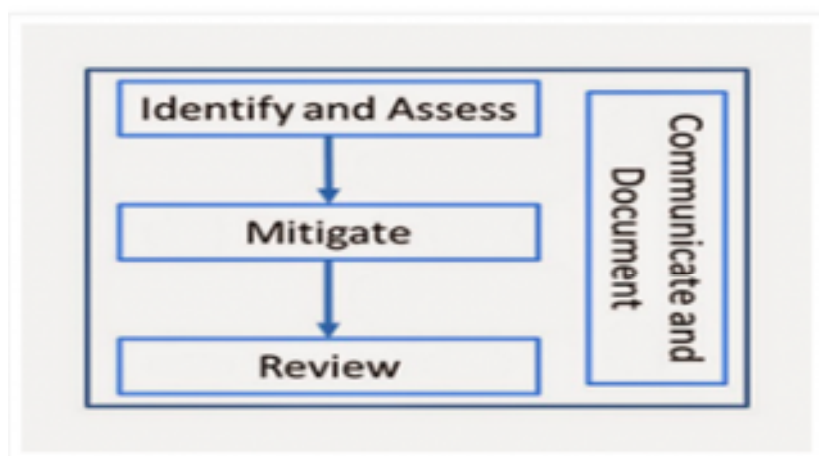 Identify and Assess
Mitigate
Review
Communicate and
Document